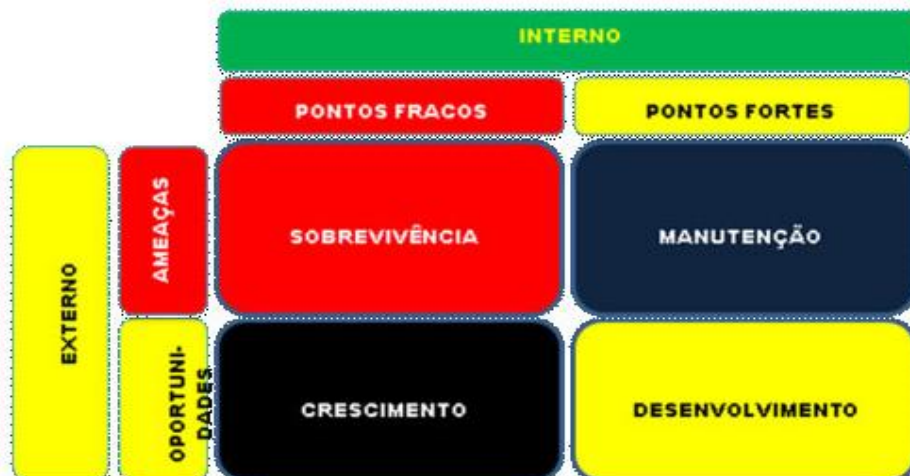 INTERNO
PONTOS FRACOS
PONTOS FORTES
EXTERNO
AMEAÇAS
SOBREVIVÊNCIA
MANUTENÇÃO
OPORTUNI-
DADES
CRESCIMENTO
DESENVOLVIMENTO